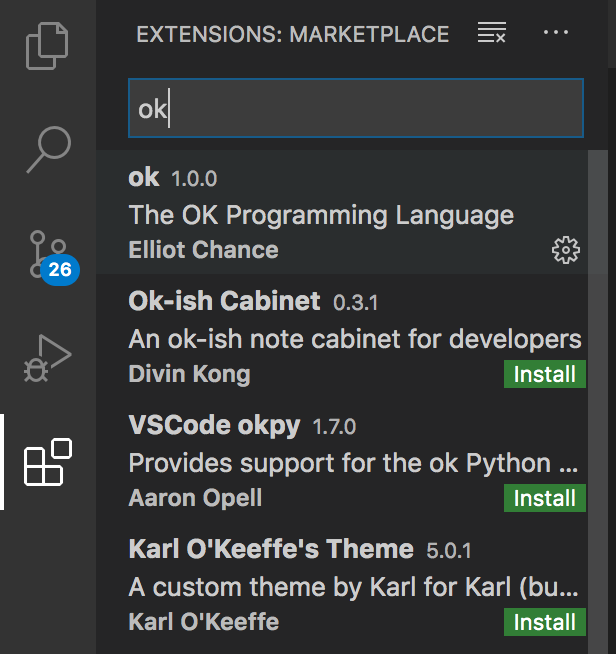 EXTENSIONS: MARKETPLACE
ok
ok 1.0.0
The OK Programming Language
Elliot Chance
26
Ok-ish Cabinet 0.3.1
An ok-ish note cabinet for developers
Divin Kong Install
VSCode okpy 1.7.0
Provides support for the ok Python ...
Aaron Opell Install
Karl O'Keeffe's Theme 5.0.1
A custom theme by Karl for Karl (bu...
Karl O'Keeffe Install